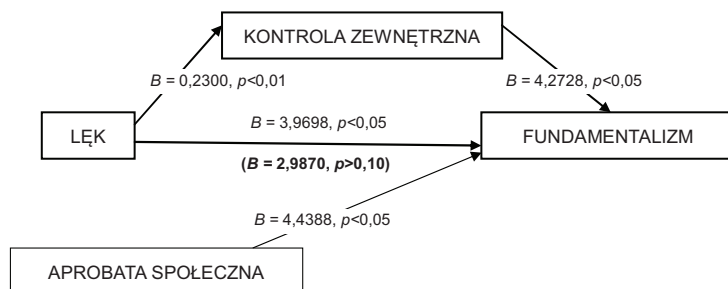 KONTROLA ZEWNĘTRZNA
B = 0,2300, p<0,01
B = 4,2728, p<0,05
LĘK
B = 3,9698, p<0,05
FUNDAMENTALIZM
(B = 2,9870, p>0,10)
B = 4,4388, p<0,05
APROBATA SPOŁECZNA